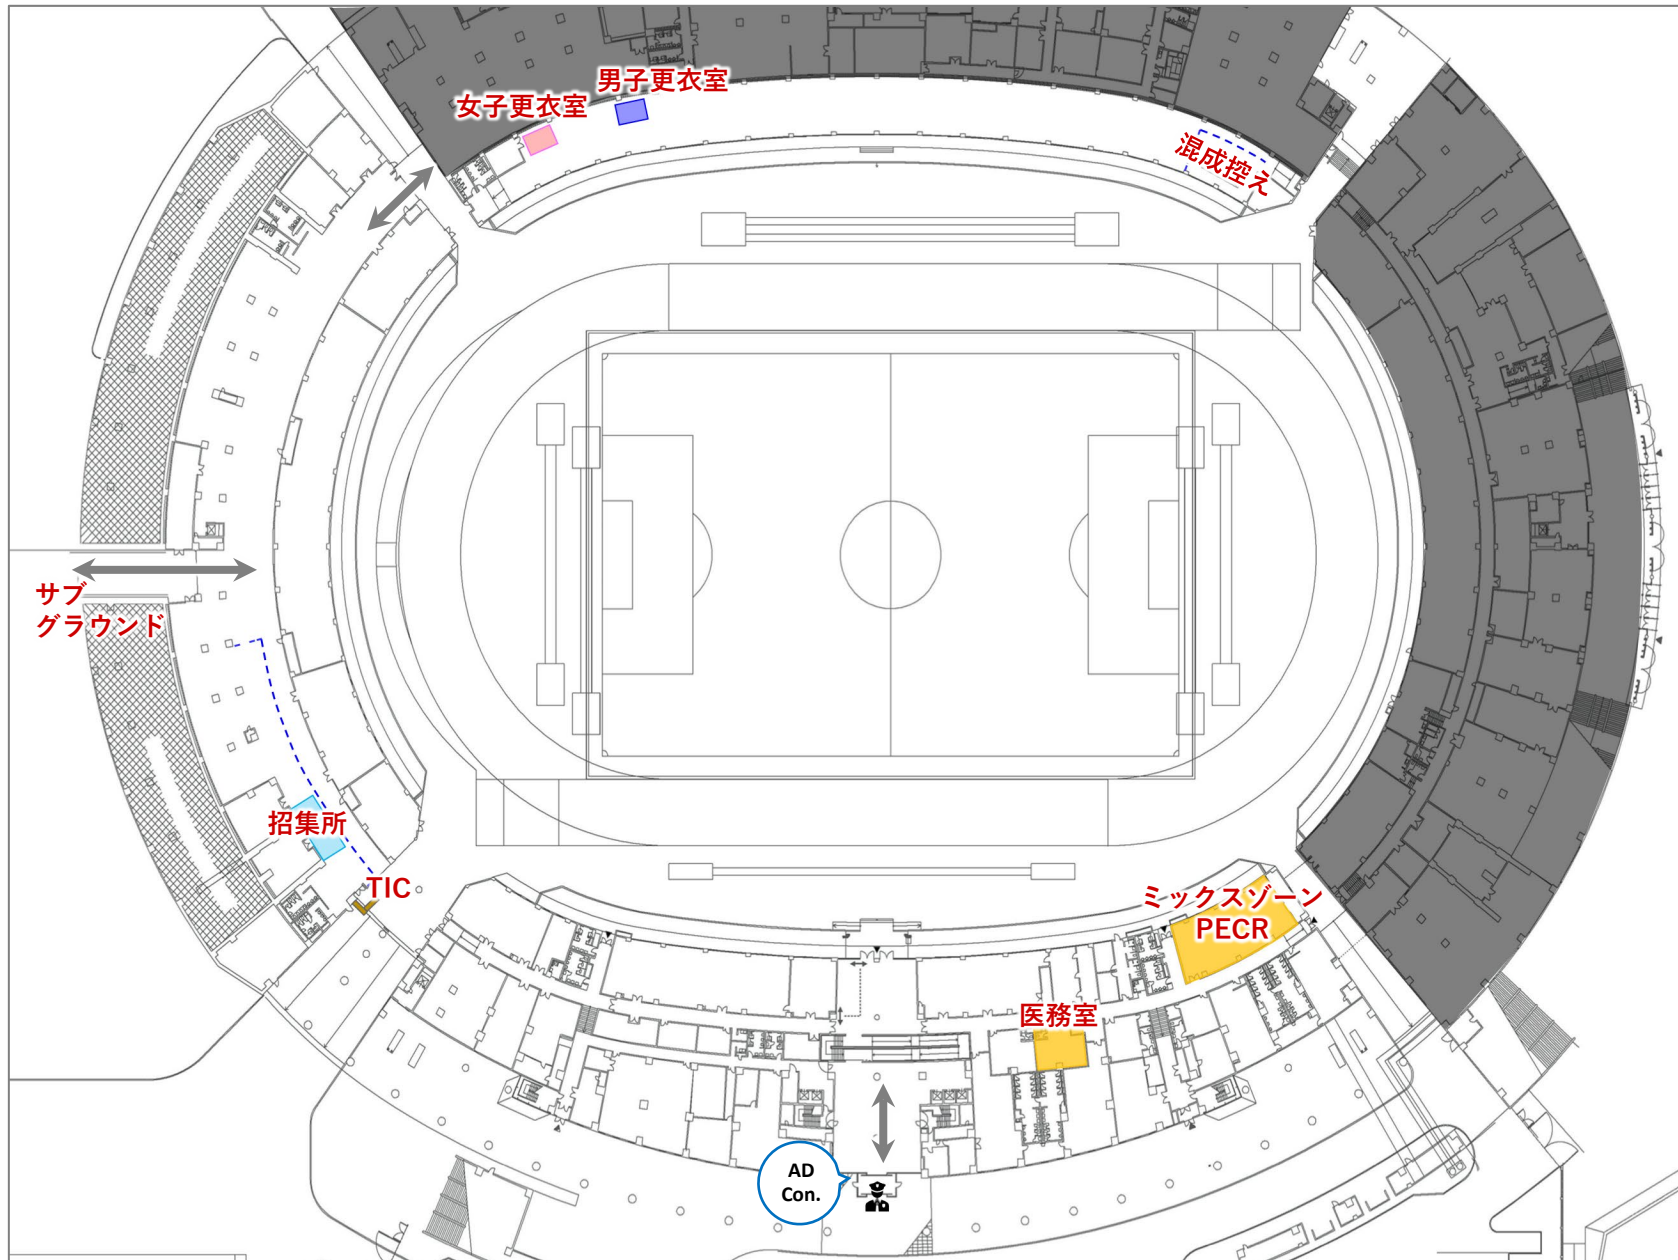 男子更衣室
女子更衣室
混成控え
サブ
グラウンド
招集所
TIC
ミックスゾーン
PECR
医務室
AD
Con.